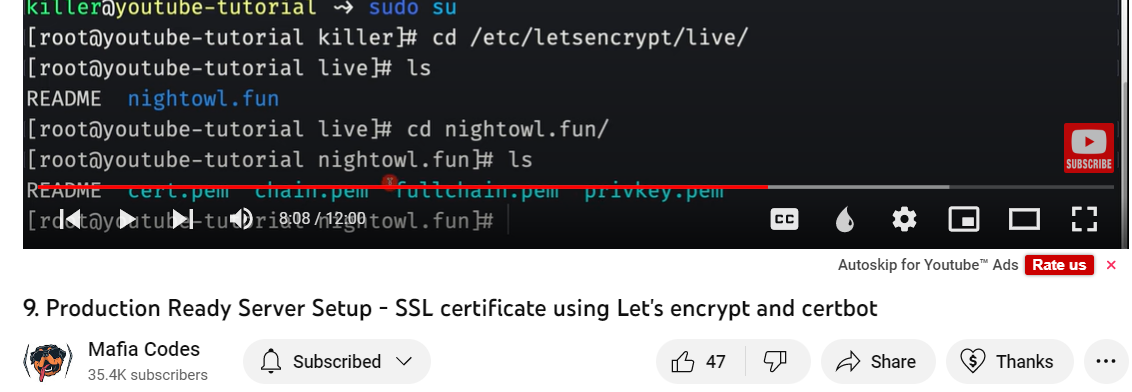 killer@youtube-tutorial → sudo su
[root@youtube-tutorial killer]# cd /etc/letsencrypt/live/
[root@youtube-tutorial live]# ls
README nightowl.fun
[root@youtube-tutorial live]# cd nightowl.fun/
[root@youtube-tutorial nightowl.fun]# ls
SUBSCRIBE
README cert.pem chain.pem fullchain.pem privkey.pem
[root@youtube-tutorial nightowl.fun]#
8:08 / 12:00
CC
Autoskip for Youtube™ Ads Rate us ×
9. Production Ready Server Setup - SSL certificate using Let's encrypt and certbot
Mafia Codes
35.4K subscribers
Subscribed
47
Share
Thanks